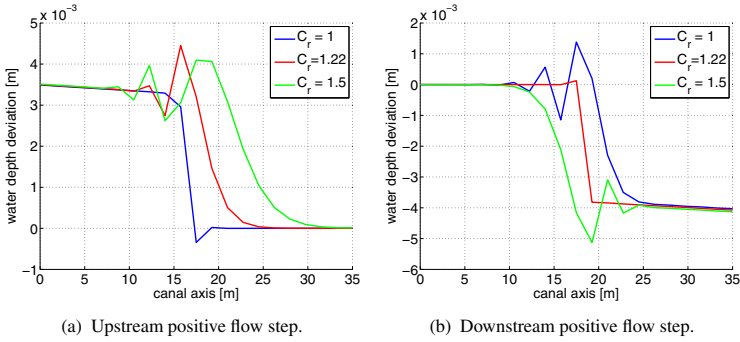 x 10⁻³
5
4
3
2
1
0
−1
water depth deviation [m]
0 5 10 15 20 25 30 35
canal axis [m]
C_r = 1
C_r=1.22
C_r = 1.5
(a) Upstream positive flow step.
x 10⁻³
2
1
0
−1
−2
−3
−4
−5
−6
water depth deviation [m]
0 5 10 15 20 25 30 35
canal axis [m]
C_r = 1
C_r=1.22
C_r = 1.5
(b) Downstream positive flow step.